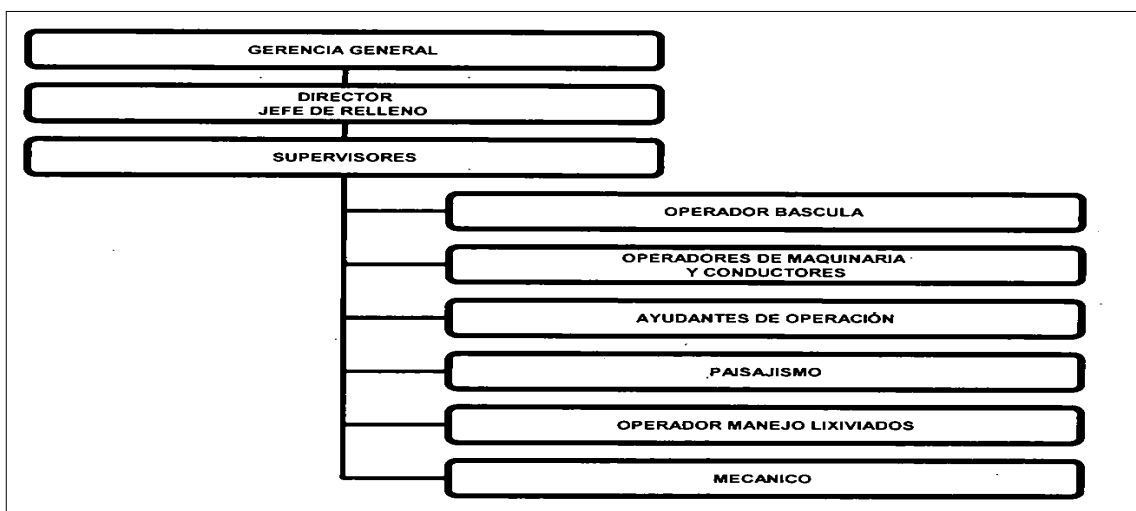 GERENCIA GENERAL
DIRECTOR
JEFE DE RELLENO
SUPERVISORES
OPERADOR BASCULA
OPERADORES DE MAQUINARIA
Y CONDUCTORES
AYUDANTES DE OPERACIÓN
PAISAJISMO
OPERADOR MANEJO LIXIVIADOS
MECANICO